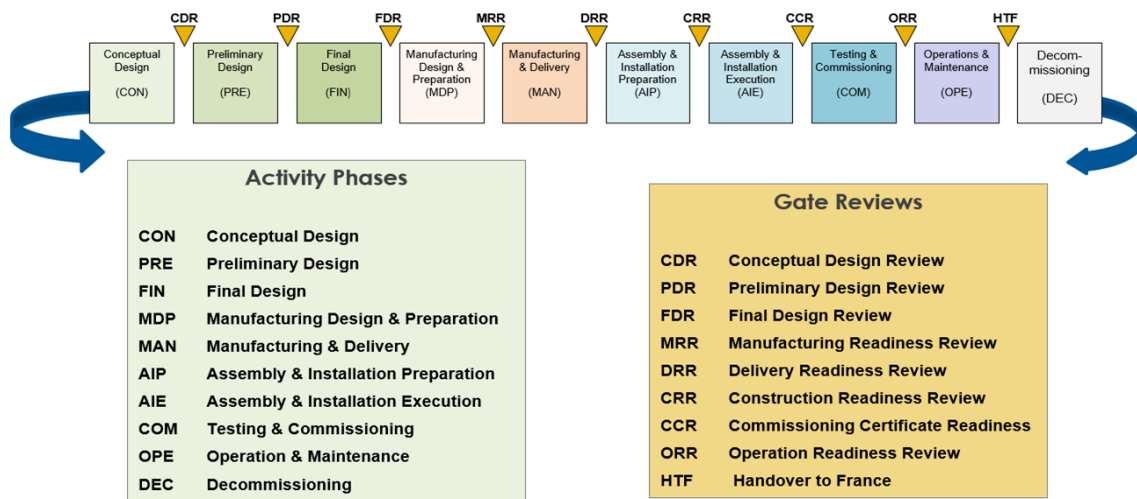 CDR PDR FDR MRR DRR CRR CCR ORR HTF
Conceptual
Design
(CON)
Preliminary
Design
(PRE)
Final
Design
(FIN)
Manufacturing
Design &
Preparation
(MDP)
Manufacturing
& Delivery
(MAN)
Assembly &
Installation
Preparation
(AIP)
Assembly &
Installation
Execution
(AIE)
Testing &
Commissioning
(COM)
Operations &
Maintenance
(OPE)
Decom-
missioning
(DEC)
Activity Phases
CON Conceptual Design
PRE Preliminary Design
FIN Final Design
MDP Manufacturing Design & Preparation
MAN Manufacturing & Delivery
AIP Assembly & Installation Preparation
AIE Assembly & Installation Execution
COM Testing & Commissioning
OPE Operation & Maintenance
DEC Decommissioning
Gate Reviews
CDR Conceptual Design Review
PDR Preliminary Design Review
FDR Final Design Review
MRR Manufacturing Readiness Review
DRR Delivery Readiness Review
CRR Construction Readiness Review
CCR Commissioning Certificate Readiness
ORR Operation Readiness Review
HTF Handover to France